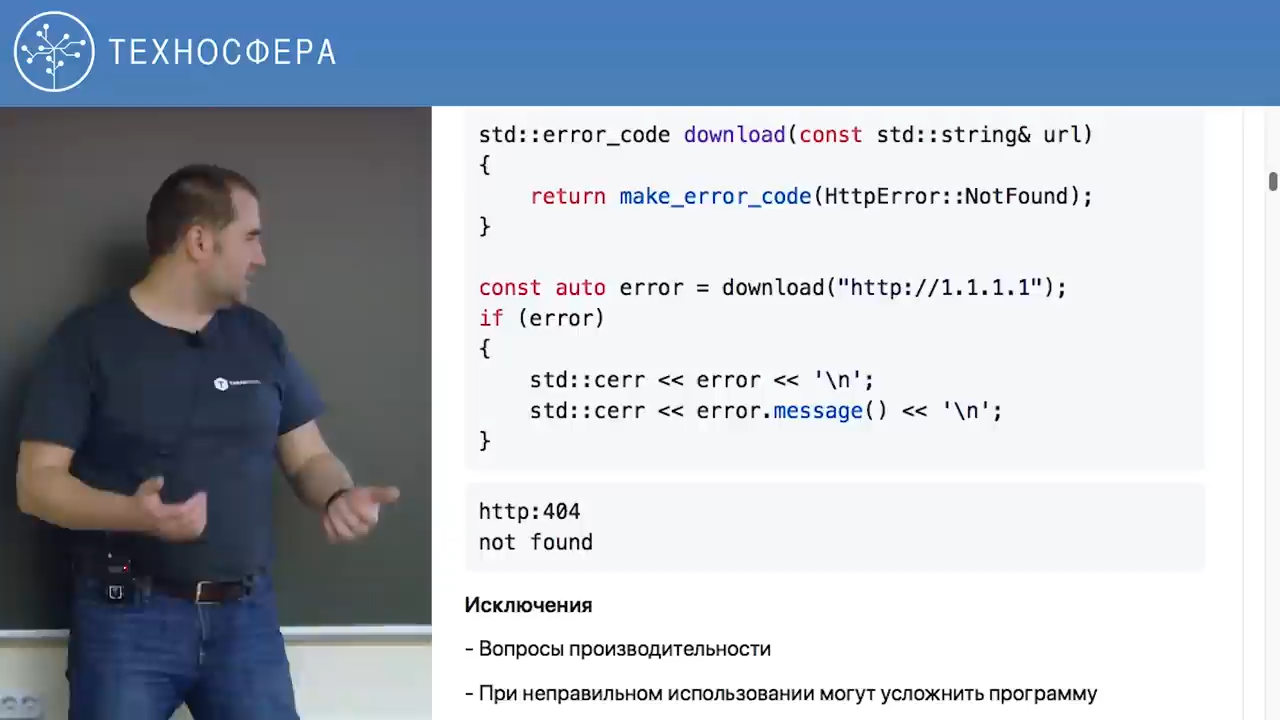 ТЕХНОСФЕРА
std::error_code download(const std::string& url)
{
    return make_error_code(HttpError::NotFound);
}
const auto error = download("http://1.1.1.1");
if (error)
{
    std::cerr << error << '\n';
    std::cerr << error.message() << '\n';
}
http:404
not found
Исключения
- Вопросы производительности
- При неправильном использовании могут усложнить программу